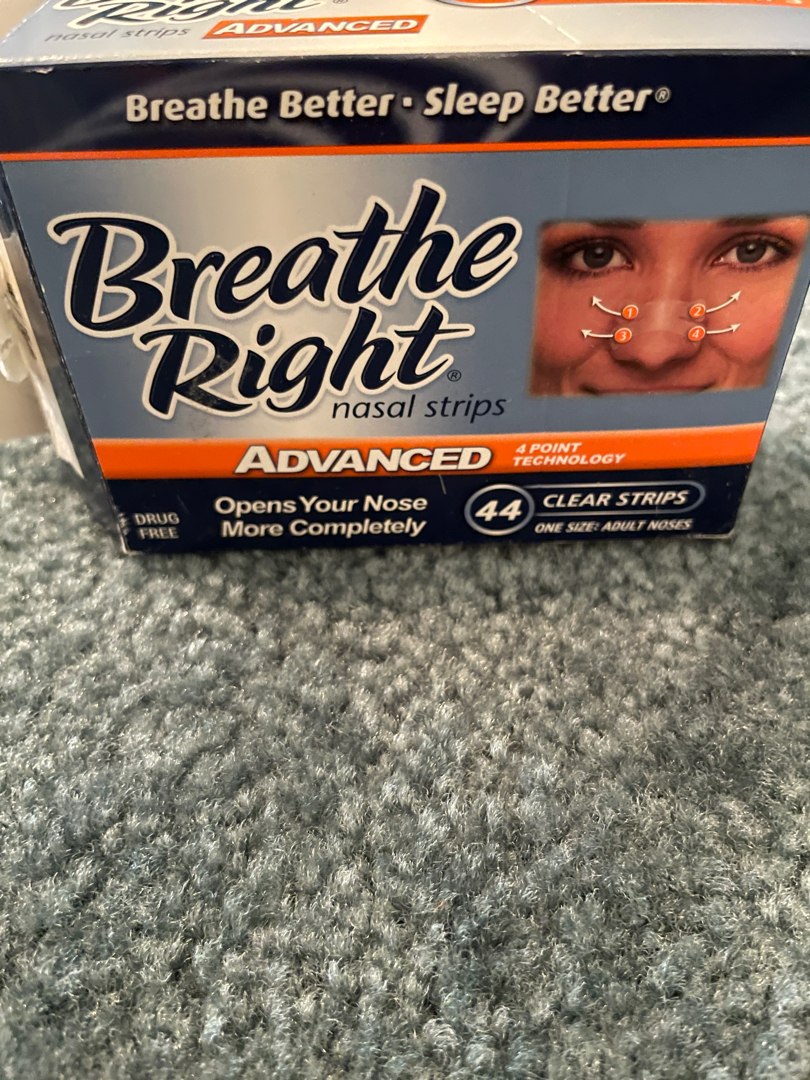 Right®
nasal strips ADVANCED
Breathe Better · Sleep Better®
Breathe
Right®
nasal strips
ADVANCED 4 POINT
TECHNOLOGY
1 2
3 4
DRUG
FREE
Opens Your Nose
More Completely
44 CLEAR STRIPS
ONE SIZE: ADULT NOSES